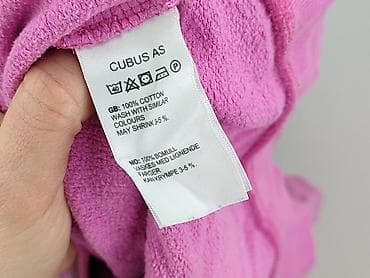 CUBUS AS
GB: 100% COTTON
WASH WITH SIMILAR
COLOURS
MAY SHRINK 3-5 %.
NO: 100% BOMULL
VASKES MED LIGNENDE
FARGER
KAN KRYMPE 3-5 %.